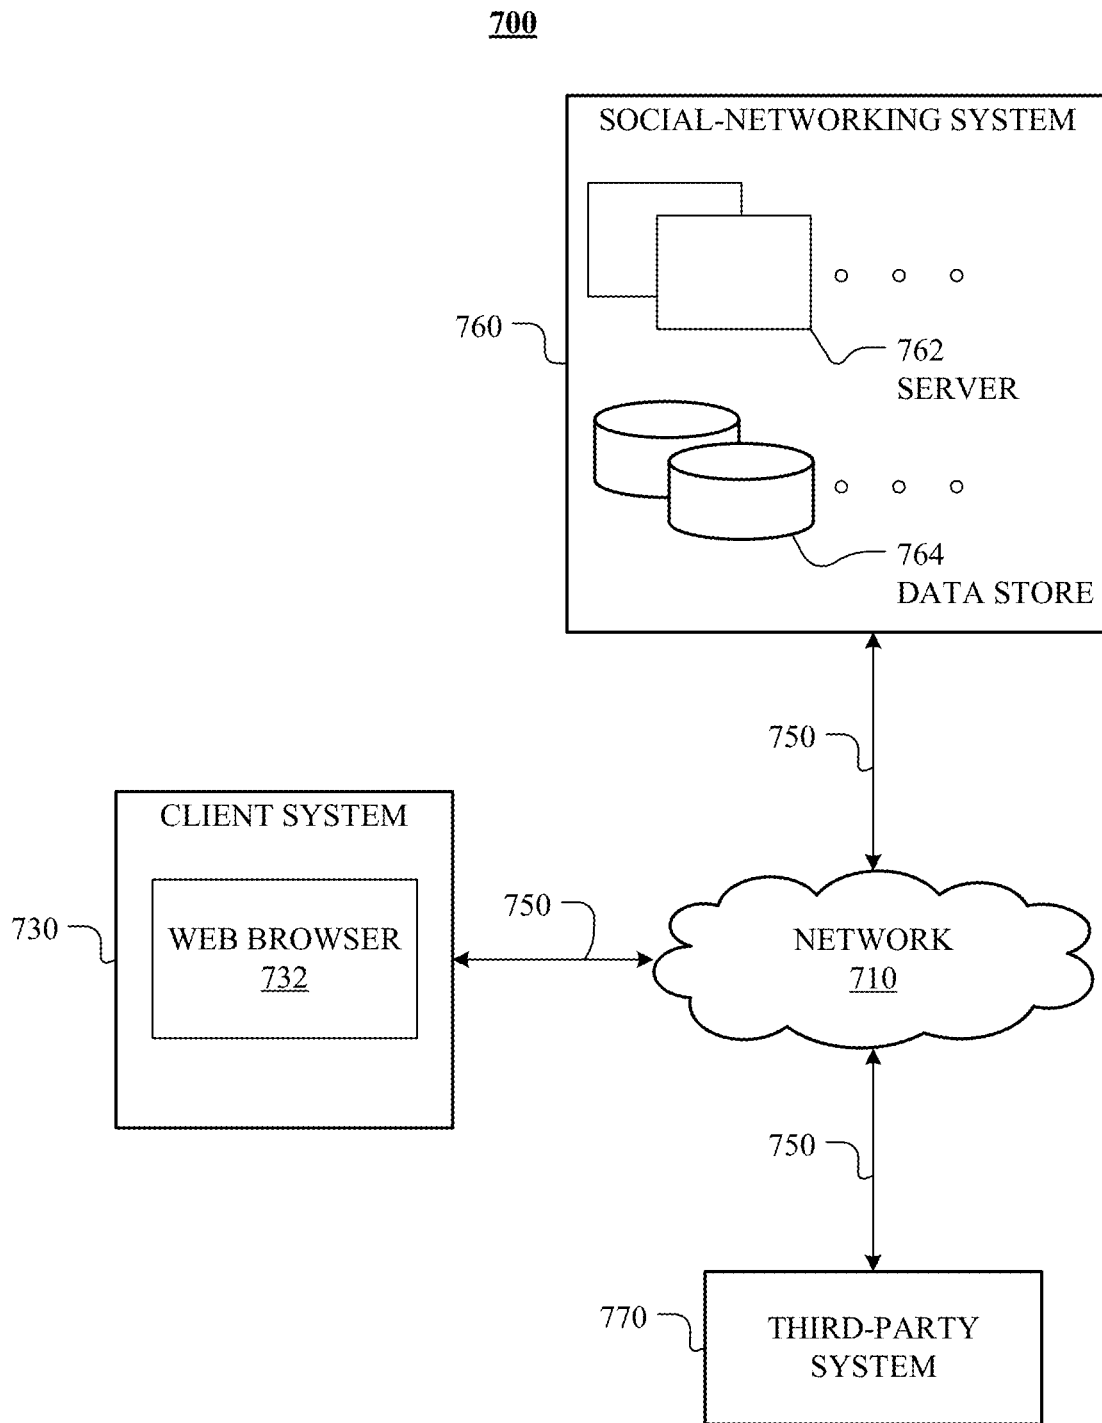 700
SOCIAL-NETWORKING SYSTEM
760
762
SERVER
764
DATA STORE
750
CLIENT SYSTEM
730
WEB BROWSER
732
750
NETWORK
710
750
770
THIRD-PARTY
SYSTEM